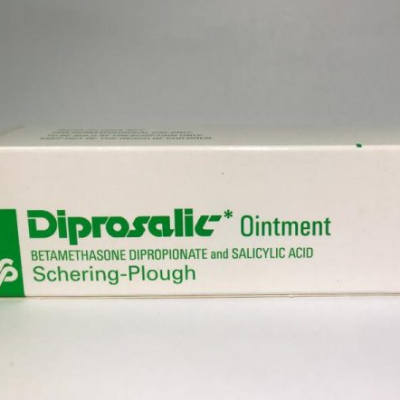 Diprosalic* Ointment
BETAMETHASONE DIPROPIONATE and SALICYLIC ACID
Schering-Plough